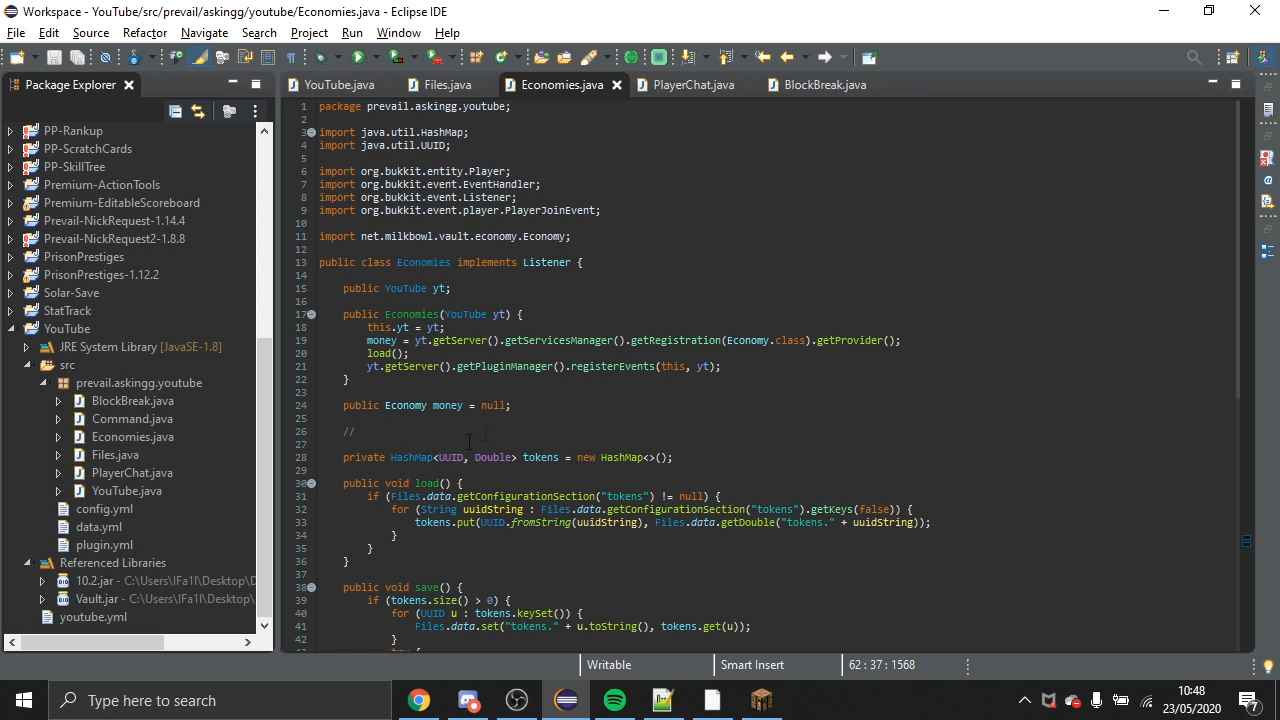 Workspace - YouTube/src/prevail/askingg/youtube/Economies.java - Eclipse IDE
File Edit Source Refactor Navigate Search Project Run Window Help
Package Explorer
YouTube.java Files.java Economies.java PlayerChat.java BlockBreak.java
PP-Rankup
PP-ScratchCards
PP-SkillTree
Premium-ActionTools
Premium-EditableScoreboard
Prevail-NickRequest-1.14.4
Prevail-NickRequest2-1.8.8
PrisonPrestiges
PrisonPrestiges-1.12.2
Solar-Save
StatTrack
YouTube
JRE System Library [JavaSE-1.8]
src
prevail.askingg.youtube
BlockBreak.java
Command.java
Economies.java
Files.java
PlayerChat.java
YouTube.java
config.yml
data.yml
plugin.yml
Referenced Libraries
10.2.jar - C:\Users\IFa1l\Desktop\D
Vault.jar - C:\Users\IFa1l\Desktop\
youtube.yml
1 package prevail.askingg.youtube;
2
3 import java.util.HashMap;
4 import java.util.UUID;
5
6 import org.bukkit.entity.Player;
7 import org.bukkit.event.EventHandler;
8 import org.bukkit.event.Listener;
9 import org.bukkit.event.player.PlayerJoinEvent;
10
11 import net.milkbowl.vault.economy.Economy;
12
13 public class Economies implements Listener {
14
15 public YouTube yt;
16
17 public Economies(YouTube yt) {
18 this.yt = yt;
19 money = yt.getServer().getServicesManager().getRegistration(Economy.class).getProvider();
20 load();
21 yt.getServer().getPluginManager().registerEvents(this, yt);
22 }
23
24 public Economy money = null;
25
26 //
27
28 private HashMap<UUID, Double> tokens = new HashMap<>();
29
30 public void load() {
31 if (Files.data.getConfigurationSection("tokens") != null) {
32 for (String uuidString : Files.data.getConfigurationSection("tokens").getKeys(false)) {
33 tokens.put(UUID.fromString(uuidString), Files.data.getDouble("tokens." + uuidString));
34 }
35 }
36 }
37
38 public void save() {
39 if (tokens.size() > 0) {
40 for (UUID u : tokens.keySet()) {
41 Files.data.set("tokens." + u.toString(), tokens.get(u));
42 }
Writable Smart Insert 62 : 37 : 1568
Type here to search
10:48
23/05/2020
7